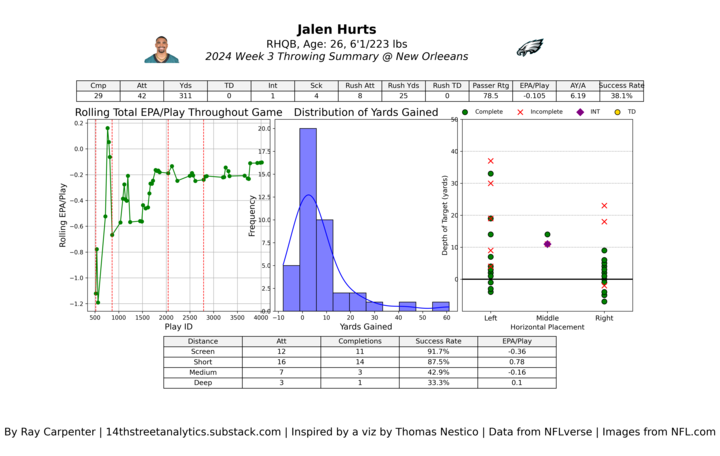 Jalen Hurts
RHQB, Age: 26, 6'1/223 lbs
2024 Week 3 Throwing Summary @ New Orleans
Cmp Att Yds TD Int Sck Rush Att Rush Yds Rush TD Passer Rtg EPA/Play AY/A Success Rate
29 42 311 0 1 4 8 25 0 78.5 -0.105 6.19 38.1%
Rolling Total EPA/Play Throughout Game
Rolling EPA/Play
0.2
0.0
−0.2
−0.4
−0.6
−0.8
−1.0
−1.2
500 1000 1500 2000 2500 3000 3500 4000
Play ID
Distribution of Yards Gained
Frequency
20.0
17.5
15.0
12.5
10.0
7.5
5.0
2.5
0.0
−10 0 10 20 30 40 50 60
Yards Gained
Complete Incomplete INT TD
Depth of Target (yards)
50
40
30
20
10
0
Left Middle Right
Horizontal Placement
Distance Att Completions Success Rate EPA/Play
Screen 12 11 91.7% -0.36
Short 16 14 87.5% 0.78
Medium 7 3 42.9% -0.16
Deep 3 1 33.3% 0.1
By Ray Carpenter | 14thstreetanalytics.substack.com | Inspired by a viz by Thomas Nestico | Data from NFLverse | Images from NFL.com